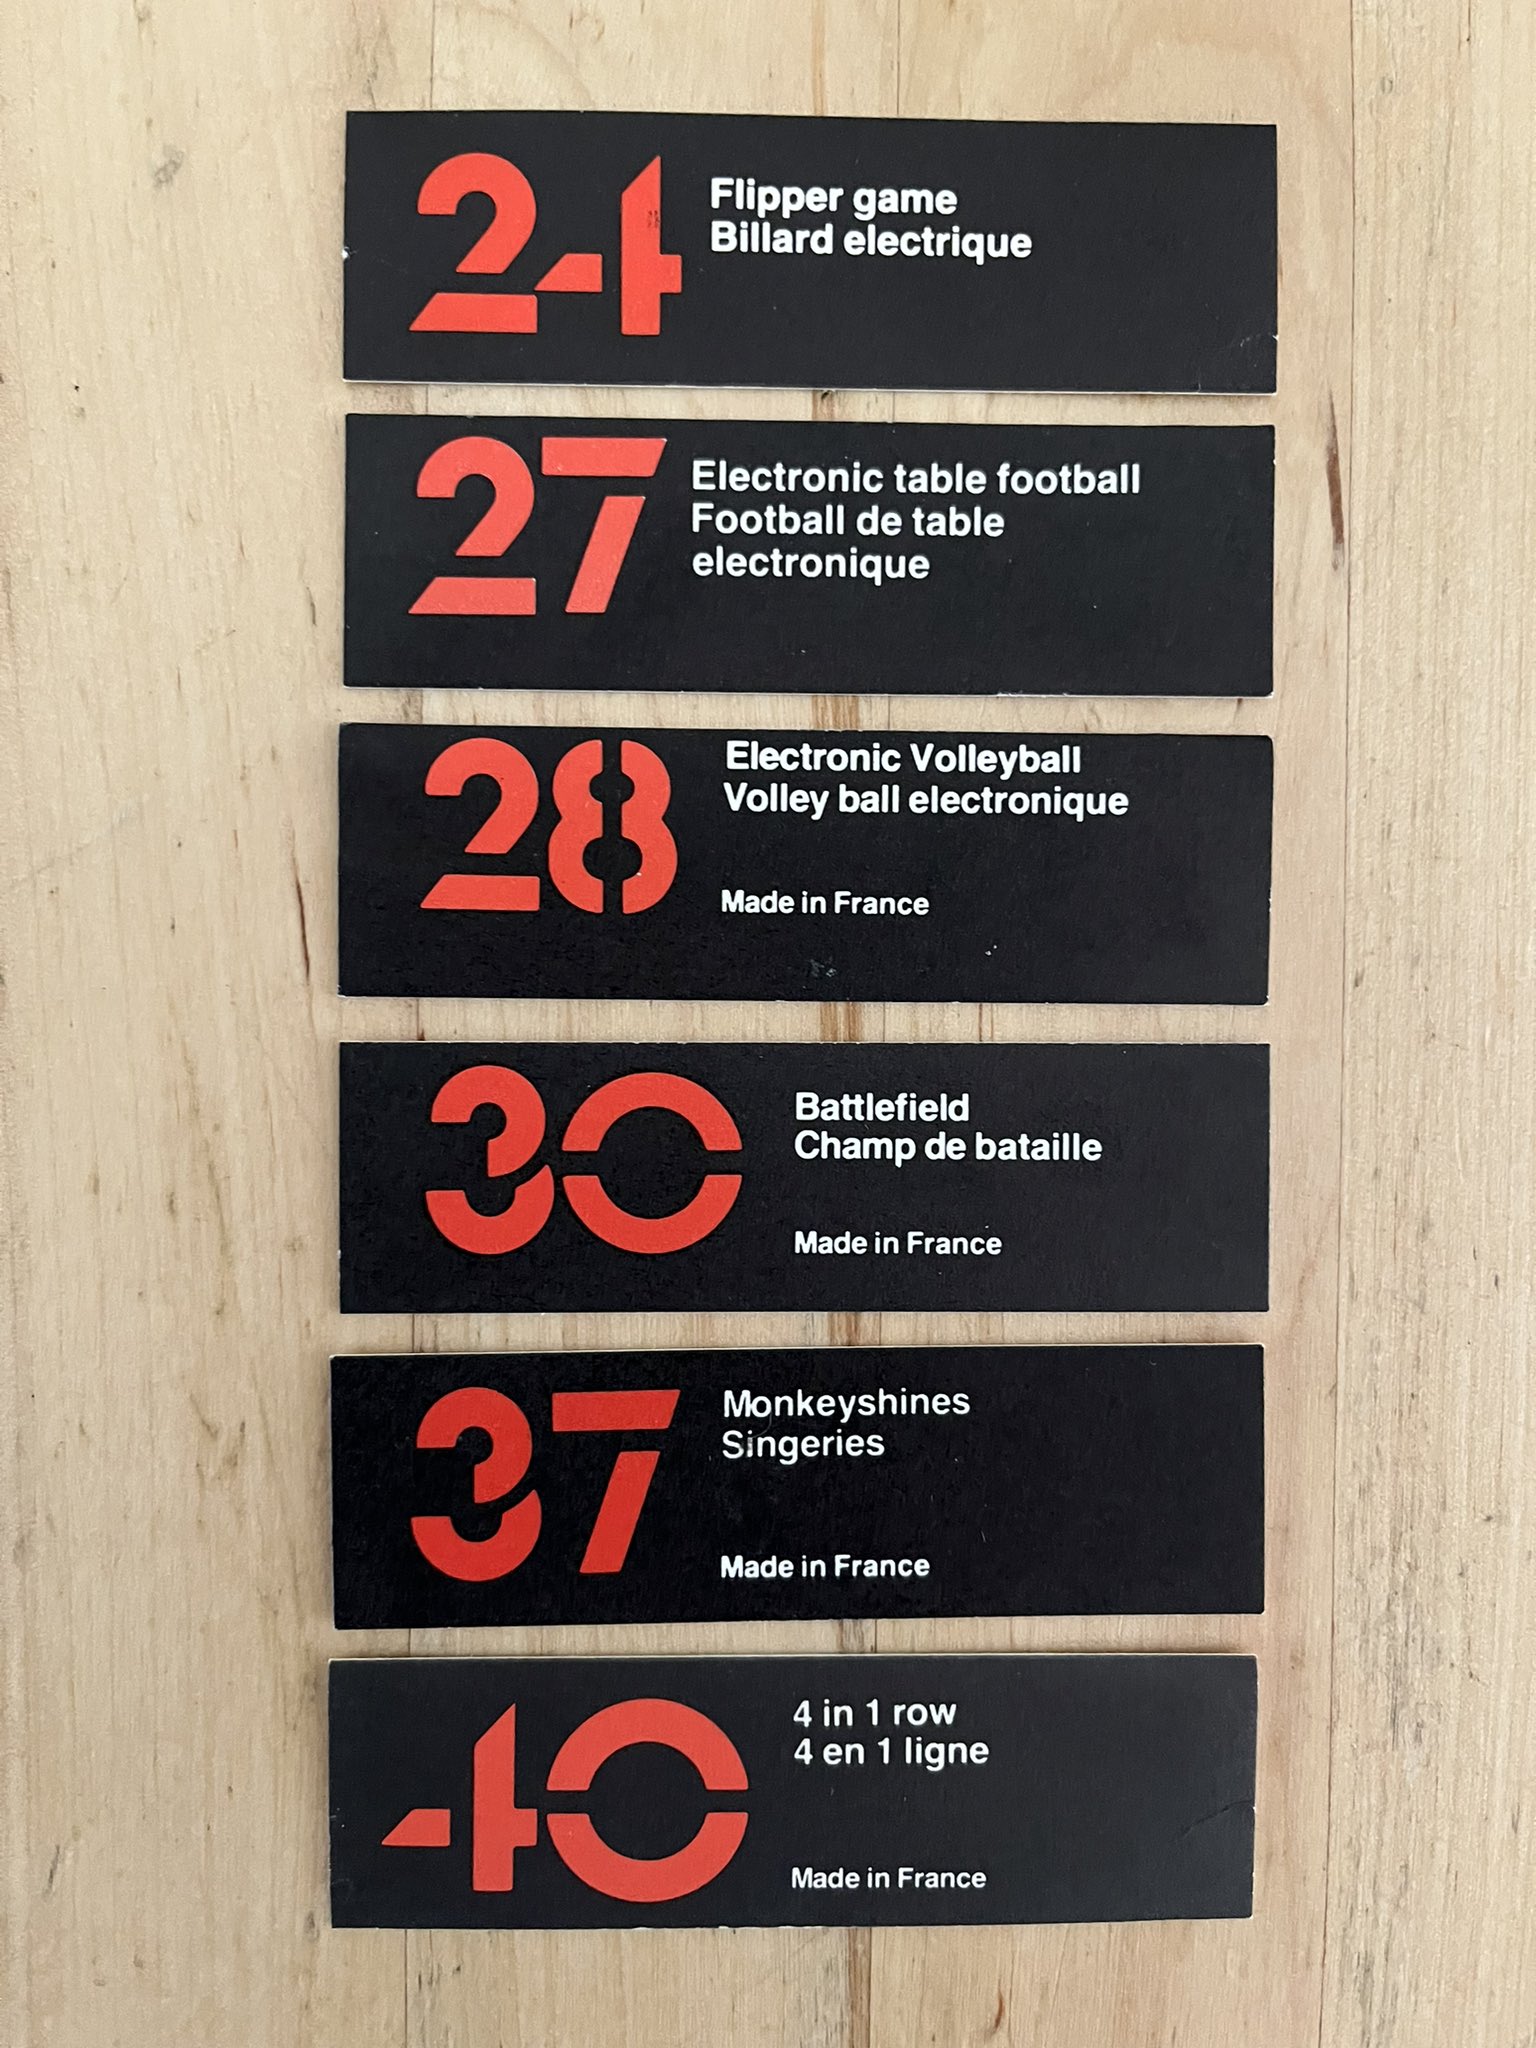 24
Flipper game
Billard electrique
27
Electronic table football
Football de table
electronique
28
Electronic Volleyball
Volley ball electronique
Made in France
30
Battlefield
Champ de bataille
Made in France
37
Monkeyshines
Singeries
Made in France
40
4 in 1 row
4 en 1 ligne
Made in France